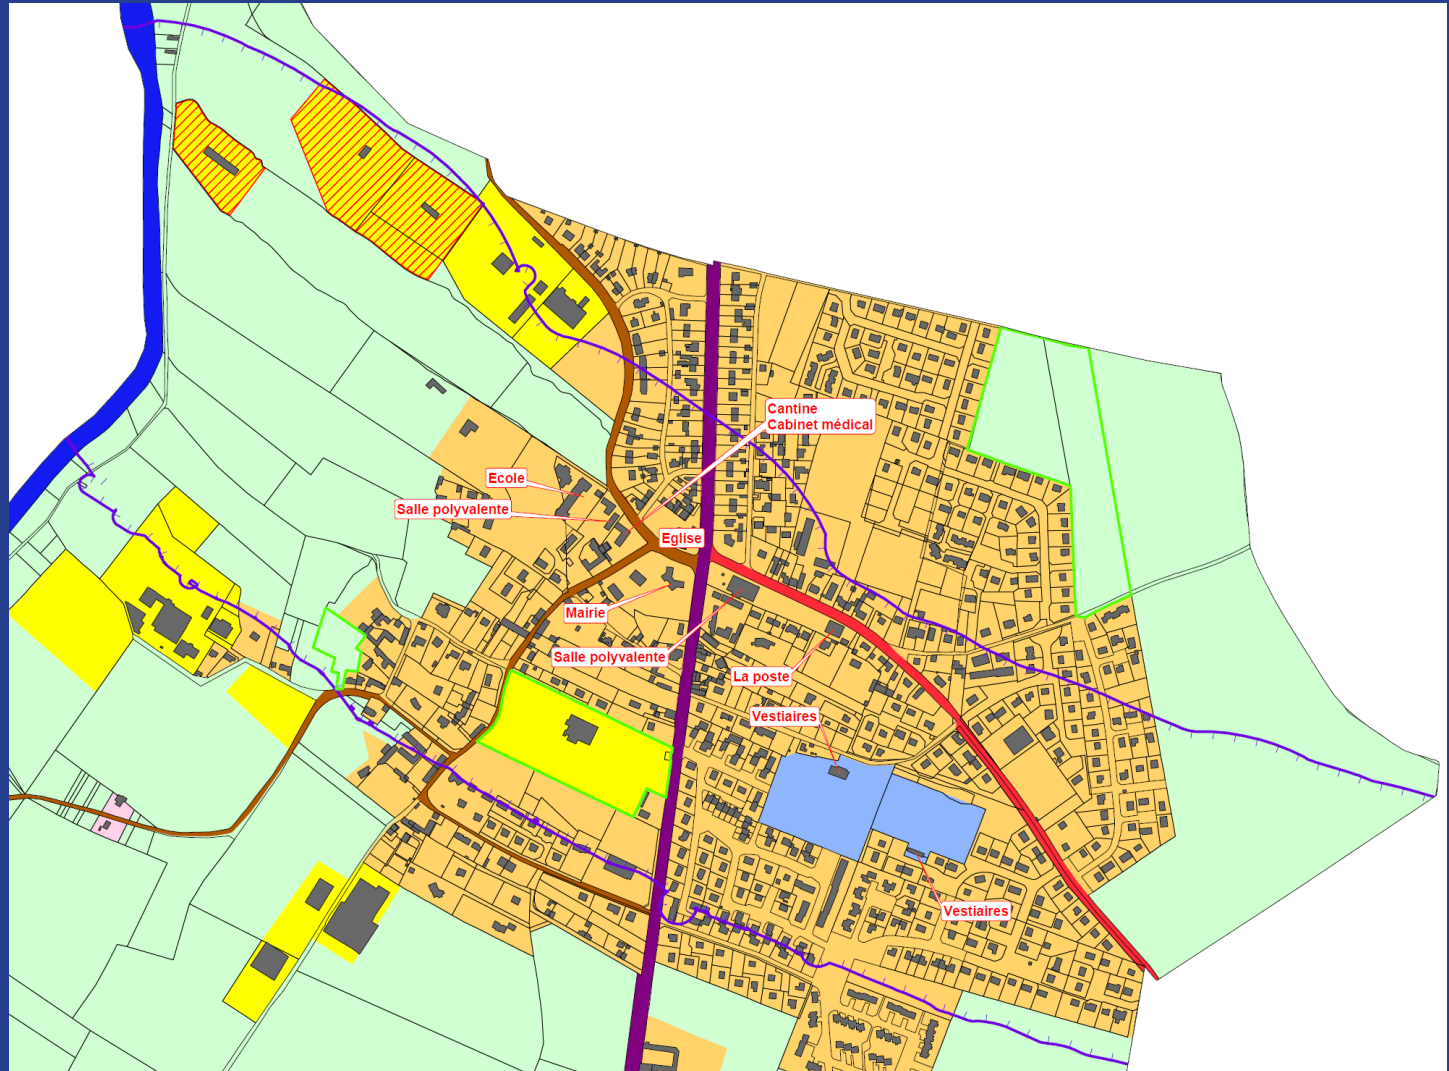 Cantine
Cabinet médical
Ecole
Salle polyvalente
Eglise
Mairie
Salle polyvalente
La poste
Vestiaires
Vestiaires